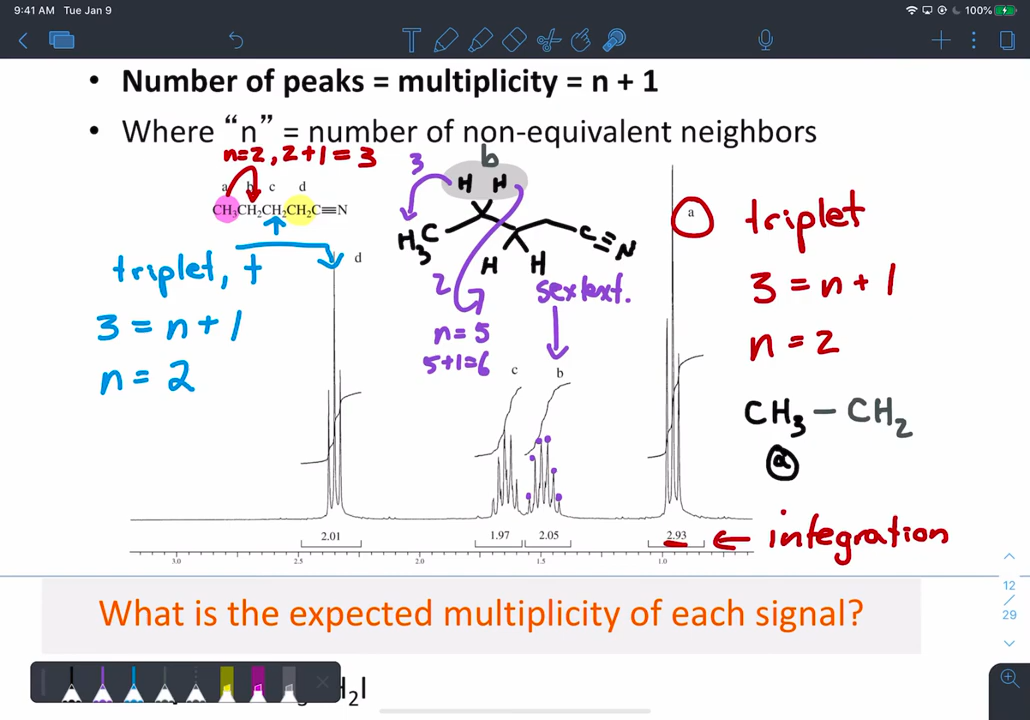 9:41 AM Tue Jan 9
100%
T
• Number of peaks = multiplicity = n + 1
• Where “n” = number of non-equivalent neighbors
n=2, 2+1=3
a b c d
CH₃CH₂CH₂CH₂C≡N
triplet, t
3 = n + 1
n = 2
d
b
3
H H
H₃C
C≡N
H H
2
n=5
5+1=6
sextext.
c
b
a
triplet
3 = n + 1
n = 2
CH₃ – CH₂
a
2.01
1.97
2.05
2.93
← integration
3.0
2.5
2.0
1.5
1.0
12
/
29
What is the expected multiplicity of each signal?
H₂I